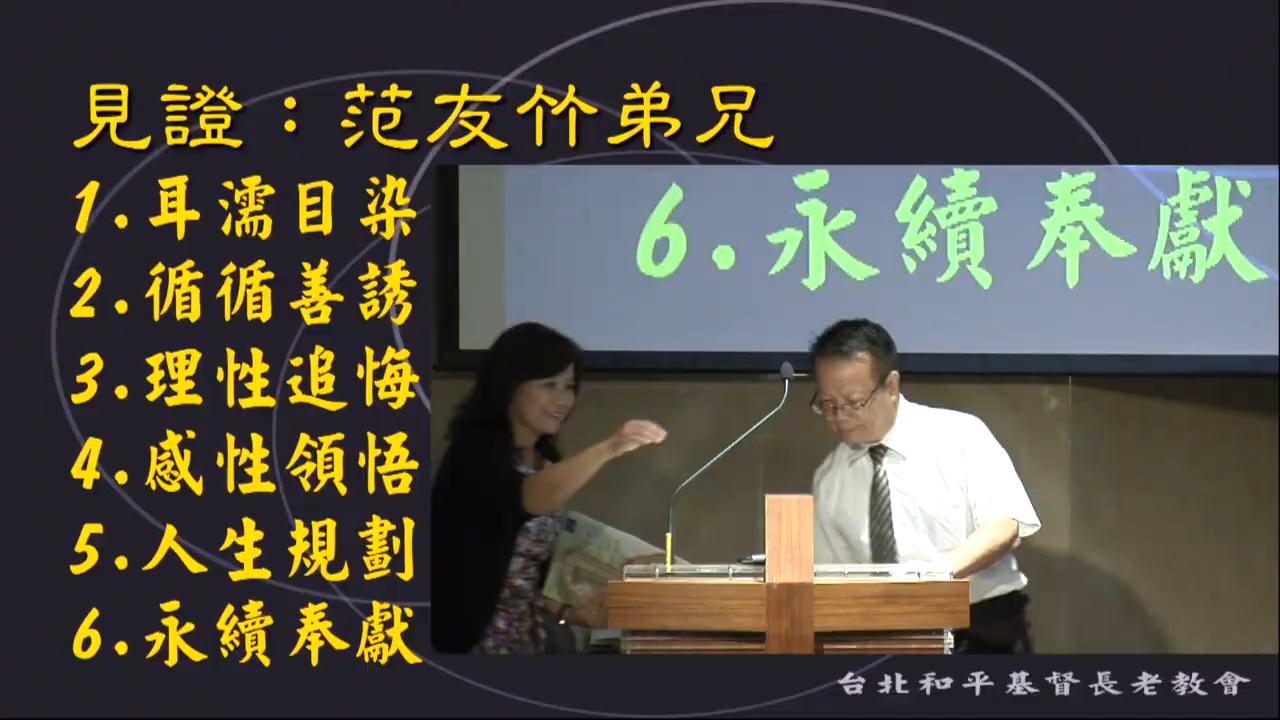 見證：范友竹弟兄
1.耳濡目染
2.循循善誘
3.理性追悔
4.感性領悟
5.人生規劃
6.永續奉獻
6.永續奉獻
台北和平基督長老教會